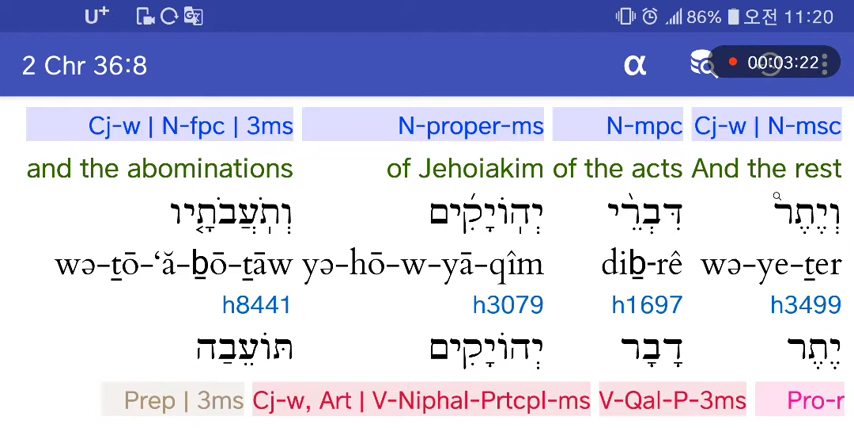 U+ 86% 오전 11:20
2 Chr 36:8 α 00:03:22
Cj-w | N-fpc | 3ms N-proper-ms N-mpc Cj-w | N-msc
and the abominations of Jehoiakim of the acts And the rest
וְיֶ֨תֶר דִּבְרֵ֤י יְהֽוֹיָקִ֙ים וְתֹֽעֲבֹתָ֣יו
wə-ṯō-‘ă-ḇō-ṯāw yə-hō-w-yā-qîm diḇ-rê wə-ye-ṯer
h8441 h3079 h1697 h3499
יֶתֶר דָּבָר יְהוֹיָקִים תּוֹעֵבַה
Prep | 3ms Cj-w, Art | V-Niphal-Prtcpl-ms V-Qal-P-3ms Pro-r